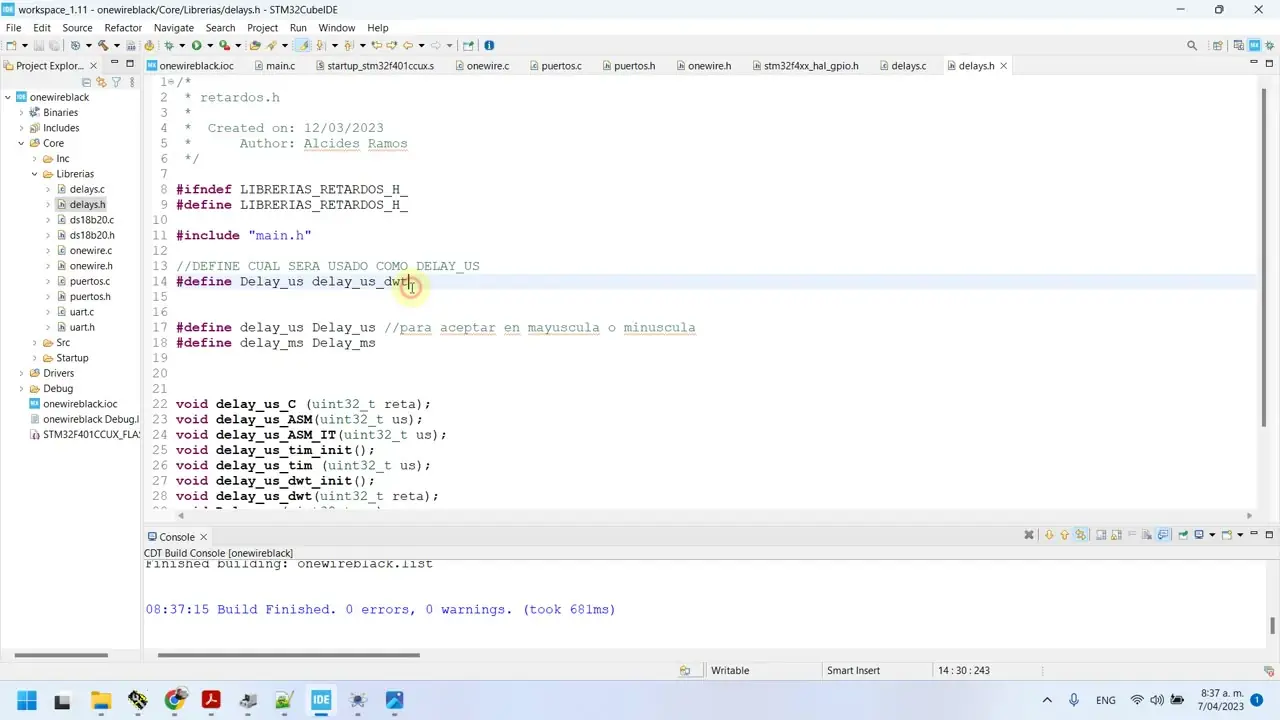 workspace_1.11 - onewireblack/Core/Librerias/delays.h - STM32CubeIDE
File Edit Source Refactor Navigate Search Project Run Window Help
Project Explor...
onewireblack.ioc main.c startup_stm32f401ccux.s onewire.c puertos.c puertos.h onewire.h stm32f4xx_hal_gpio.h delays.c delays.h
onewireblack
Binaries
Includes
Core
Inc
Librerias
delays.c
delays.h
ds18b20.c
ds18b20.h
onewire.c
onewire.h
puertos.c
puertos.h
uart.c
uart.h
Src
Startup
Drivers
Debug
onewireblack.ioc
onewireblack Debug.l
STM32F401CCUX_FLAS
1 /*
2 * retardos.h
3 *
4 * Created on: 12/03/2023
5 * Author: Alcides Ramos
6 */
7
8 #ifndef LIBRERIAS_RETARDOS_H_
9 #define LIBRERIAS_RETARDOS_H_
10
11 #include "main.h"
12
13 //DEFINE CUAL SERA USADO COMO DELAY_US
14 #define Delay_us delay_us_dwt
15
16
17 #define delay_us Delay_us //para aceptar en mayuscula o minuscula
18 #define delay_ms Delay_ms
19
20
21
22 void delay_us_C (uint32_t reta);
23 void delay_us_ASM(uint32_t us);
24 void delay_us_ASM_IT(uint32_t us);
25 void delay_us_tim_init();
26 void delay_us_tim (uint32_t us);
27 void delay_us_dwt_init();
28 void delay_us_dwt(uint32_t reta);
Console
CDT Build Console [onewireblack]
Finished building: onewireblack.list
08:37:15 Build Finished. 0 errors, 0 warnings. (took 681ms)
Writable Smart Insert 14 : 30 : 243
IDE ENG 8:37 a. m.
7/04/2023